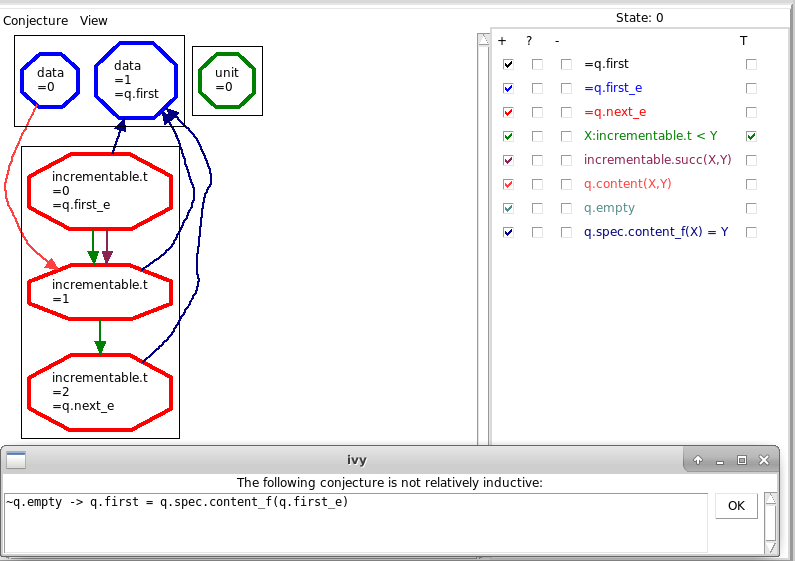 Conjecture View
State: 0
+ ? - T
data
=0
data
=1
=q.first
unit
=0
=q.first
=q.first_e
=q.next_e
X:incrementable.t < Y
incrementable.succ(X,Y)
q.content(X,Y)
q.empty
q.spec.content_f(X) = Y
incrementable.t
=0
=q.first_e
incrementable.t
=1
incrementable.t
=2
=q.next_e
ivy
The following conjecture is not relatively inductive:
~q.empty -> q.first = q.spec.content_f(q.first_e)
OK